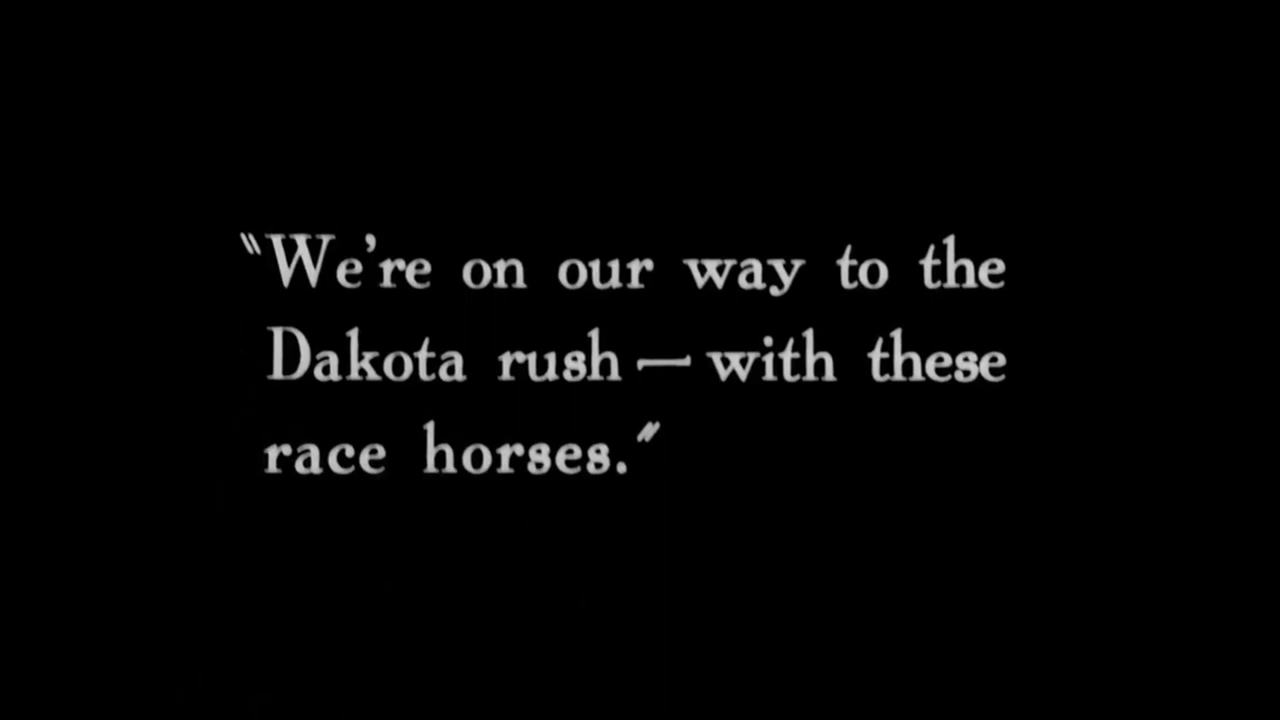 "We're on our way to the
Dakota rush — with these
race horses."